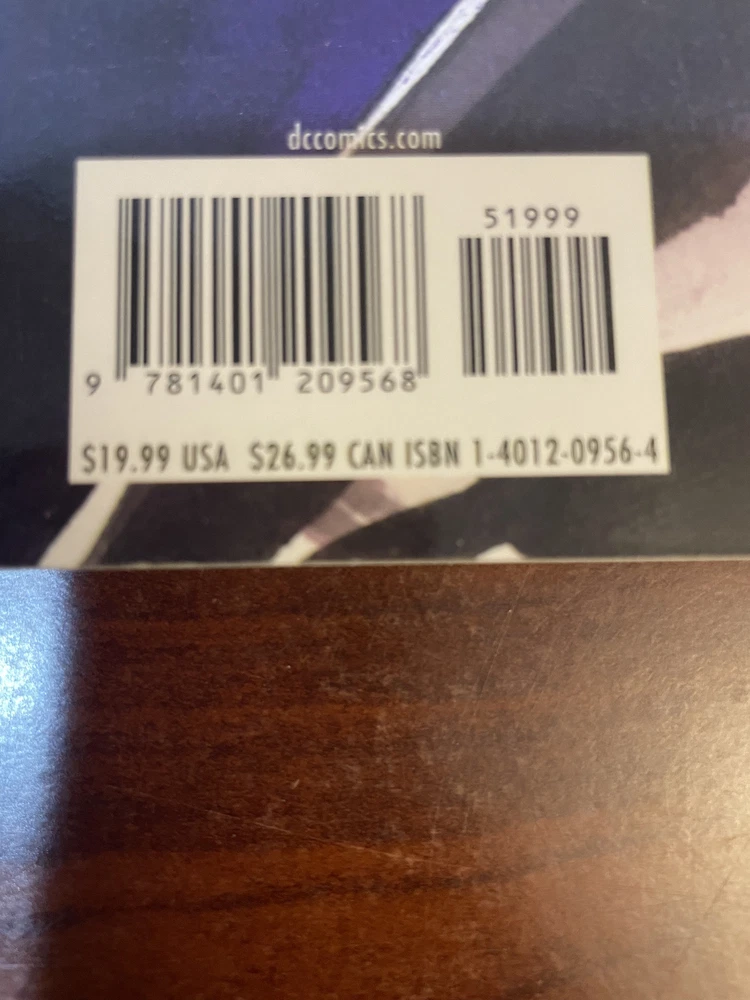 dccomics.com
51999
9 781401 209568
$19.99 USA $26.99 CAN ISBN 1-4012-0956-4